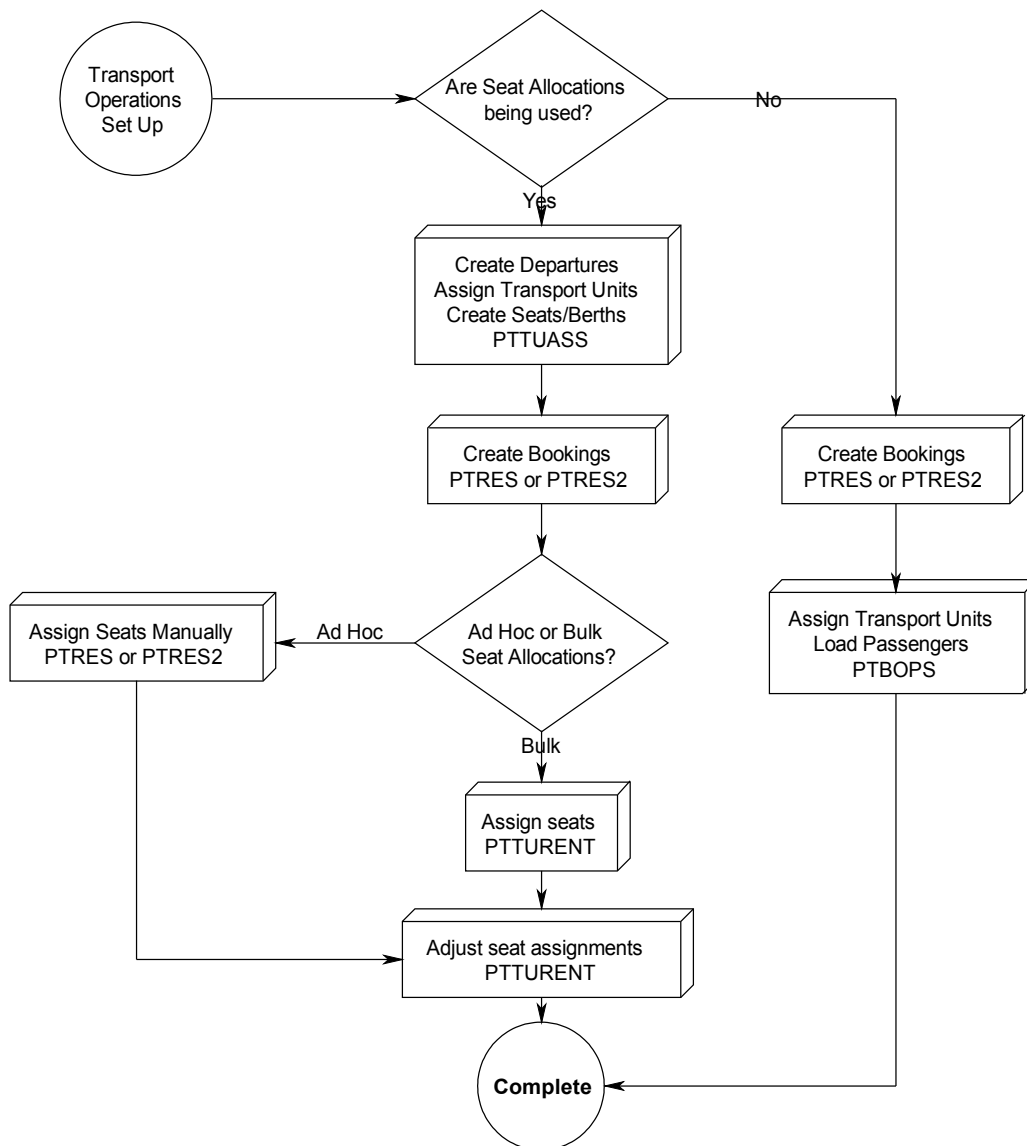 Transport
Operations
Set Up
Are Seat Allocations
being used?
No
Yes
Create Departures
Assign Transport Units
Create Seats/Berths
PTTUASS
Create Bookings
PTRES or PTRES2
Create Bookings
PTRES or PTRES2
Assign Seats Manually
PTRES or PTRES2
Ad Hoc
Ad Hoc or Bulk
Seat Allocations?
Assign Transport Units
Load Passengers
PTBOPS
Bulk
Assign seats
PTTURENT
Adjust seat assignments
PTTURENT
Complete